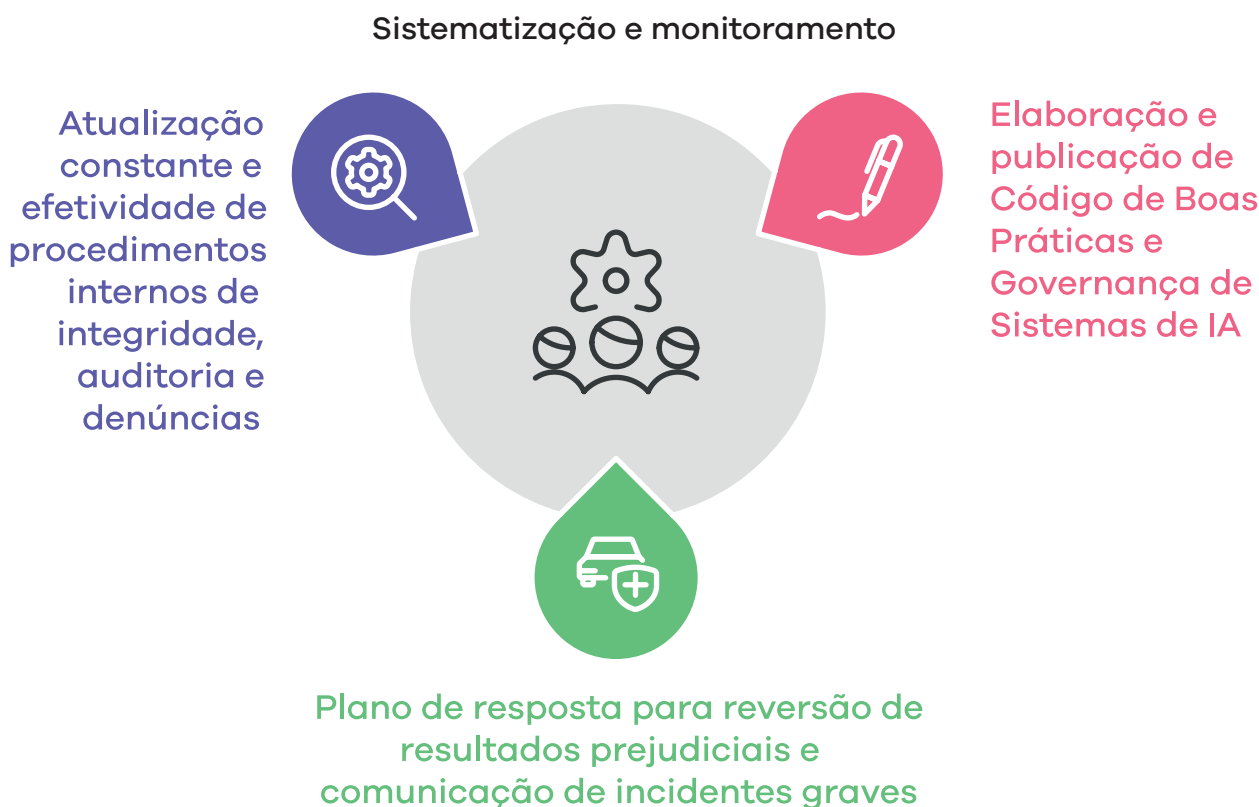 Sistematização e monitoramento
Atualização
constante e
efetividade de
procedimentos
internos de
integridade,
auditoria e
denúncias
Elaboração e
publicação de
Código de Boas
Práticas e
Governança de
Sistemas de IA
Plano de resposta para reversão de
resultados prejudiciais e
comunicação de incidentes graves